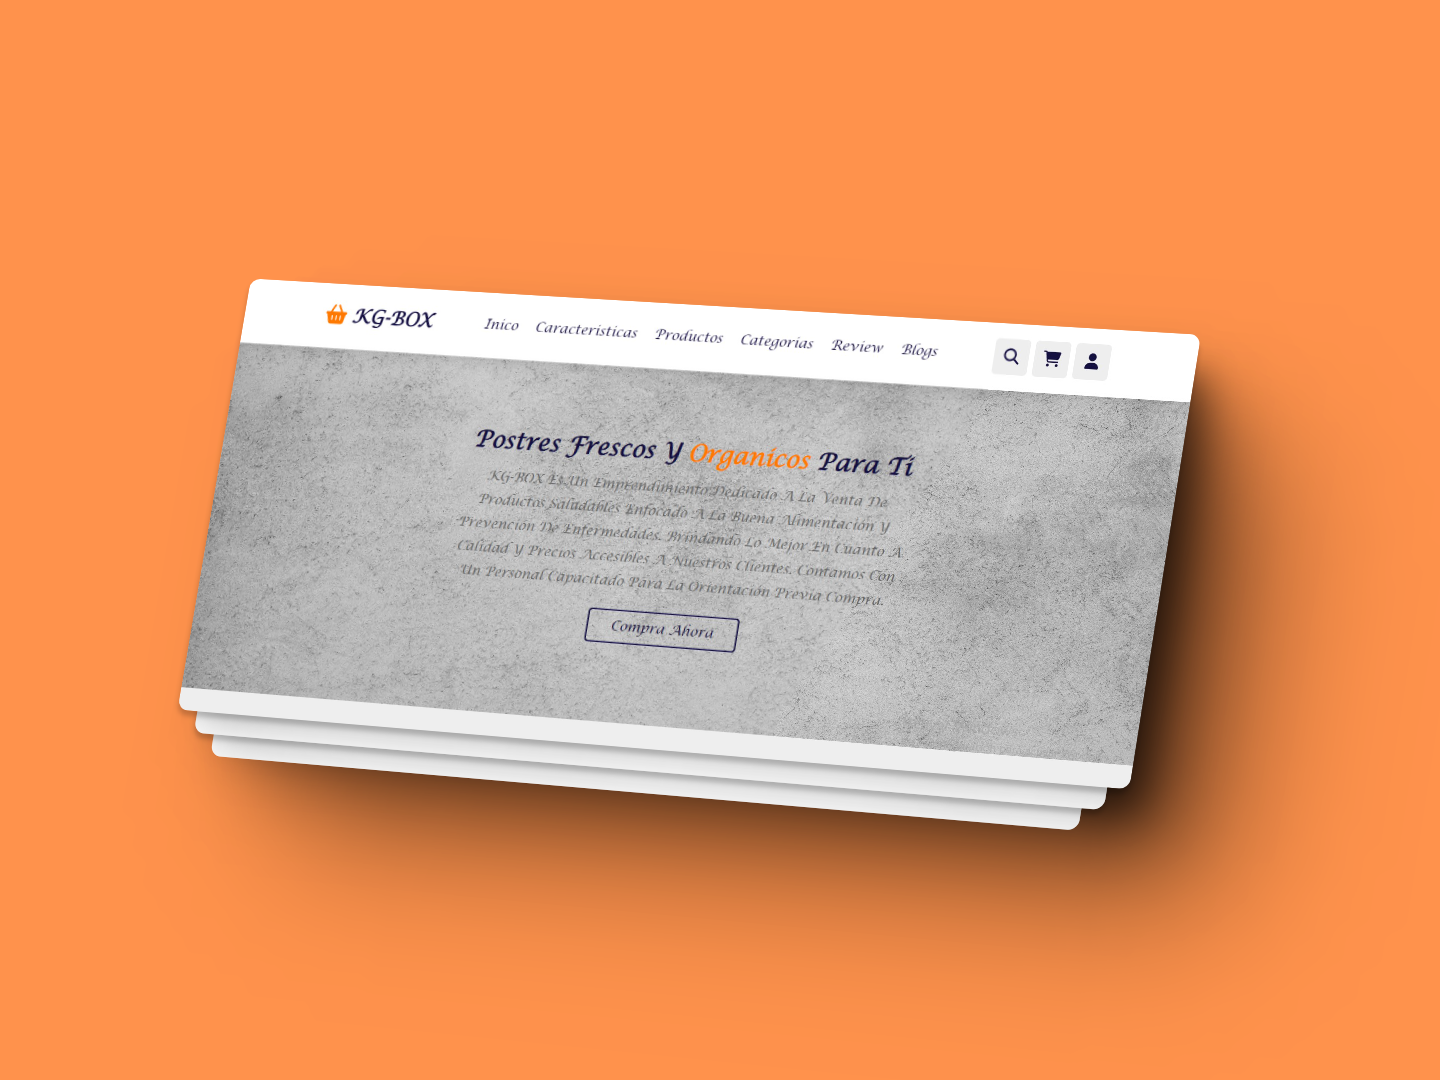 KG-BOX
Inico Caracteristicas Productos Categorias Review Blogs
Postres Frescos Y Organicos Para Ti
KG-BOX Es Un Emprendimiento Dedicado A La Venta De
Productos Saludables Enfocado A La Buena Alimentación Y
Prevención De Enfermedades. Brindando Lo Mejor En Cuanto A
Calidad Y Precios Accesibles A Nuestros Clientes. Contamos Con
Un Personal Capacitado Para La Orientación Previa Compra.
Compra Ahora